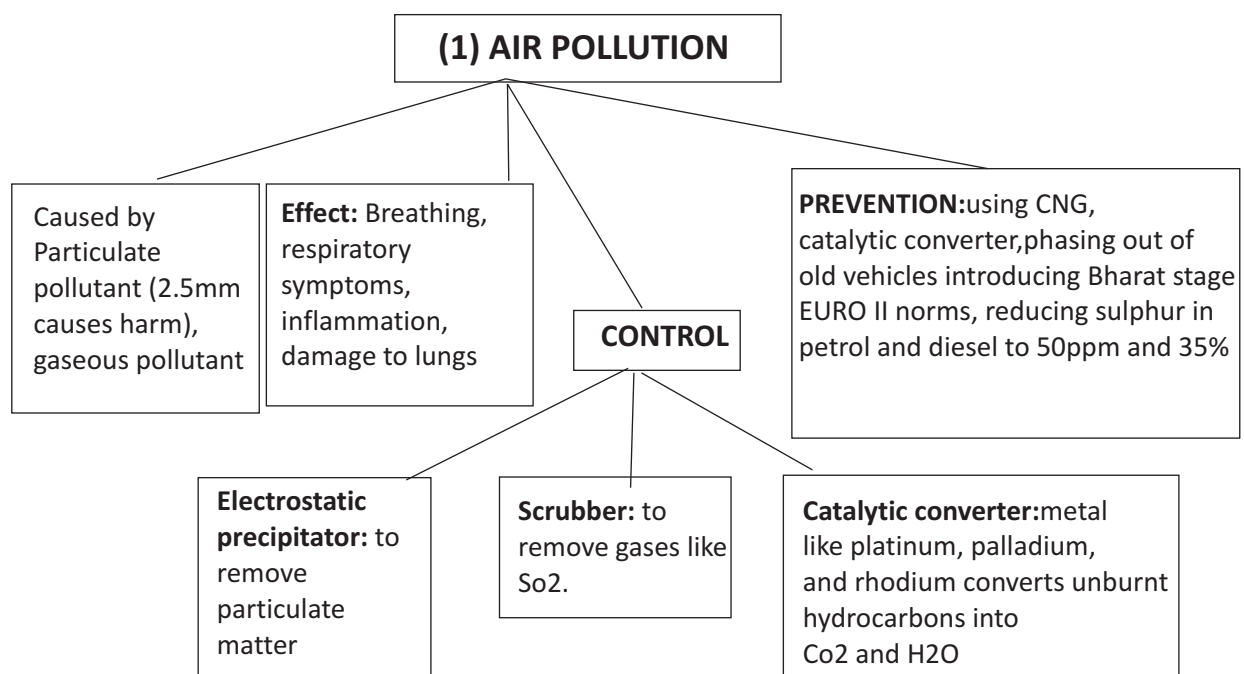 (1) AIR POLLUTION
Caused by
Particulate
pollutant (2.5mm
causes harm),
gaseous pollutant
Effect: Breathing,
respiratory
symptoms,
inflammation,
damage to lungs
PREVENTION:using CNG,
catalytic converter,phasing out of
old vehicles introducing Bharat stage
EURO II norms, reducing sulphur in
petrol and diesel to 50ppm and 35%
CONTROL
Electrostatic
precipitator: to
remove
particulate
matter
Scrubber: to
remove gases like
So2.
Catalytic converter:metal
like platinum, palladium,
and rhodium converts unburnt
hydrocarbons into
Co2 and H2O